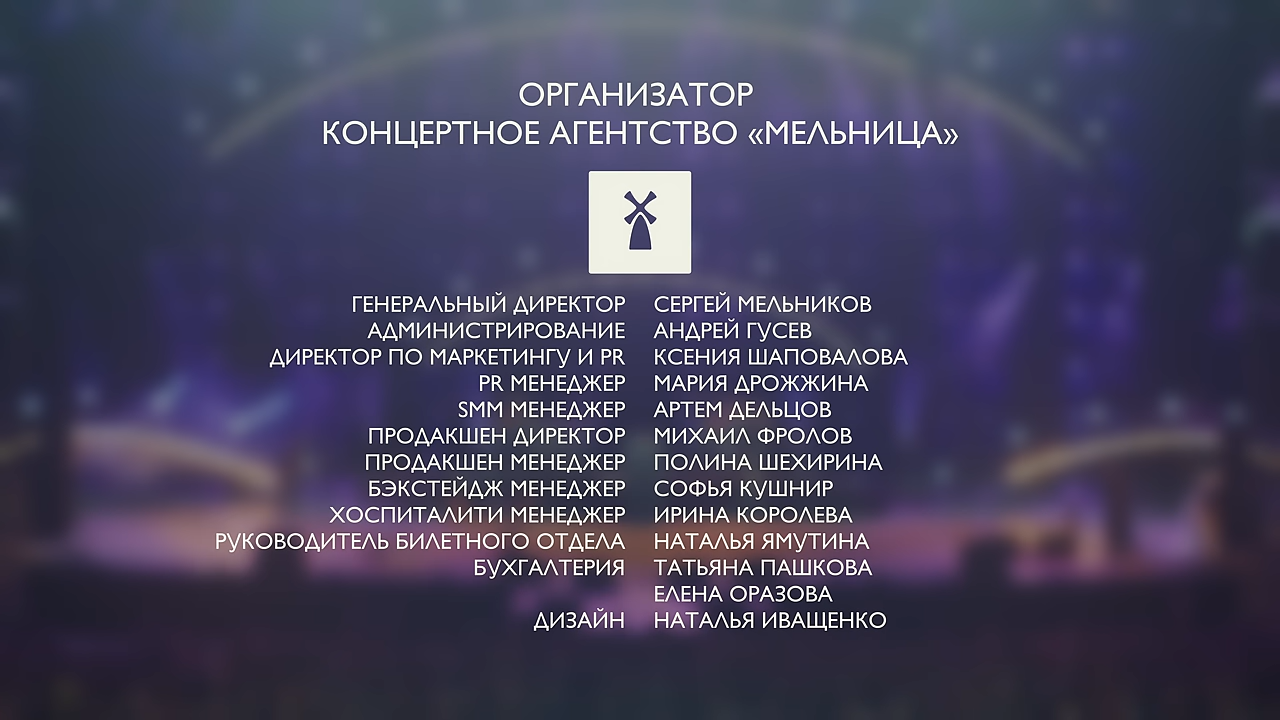 ОРГАНИЗАТОР
КОНЦЕРТНОЕ АГЕНТСТВО «МЕЛЬНИЦА»
ГЕНЕРАЛЬНЫЙ ДИРЕКТОР СЕРГЕЙ МЕЛЬНИКОВ
АДМИНИСТРИРОВАНИЕ АНДРЕЙ ГУСЕВ
ДИРЕКТОР ПО МАРКЕТИНГУ И PR КСЕНИЯ ШАПОВАЛОВА
PR МЕНЕДЖЕР МАРИЯ ДРОЖЖИНА
SMM МЕНЕДЖЕР АРТЕМ ДЕЛЬЦОВ
ПРОДАКШЕН ДИРЕКТОР МИХАИЛ ФРОЛОВ
ПРОДАКШЕН МЕНЕДЖЕР ПОЛИНА ШЕХИРИНА
БЭКСТЕЙДЖ МЕНЕДЖЕР СОФЬЯ КУШНИР
ХОСПИТАЛИТИ МЕНЕДЖЕР ИРИНА КОРОЛЕВА
РУКОВОДИТЕЛЬ БИЛЕТНОГО ОТДЕЛА НАТАЛЬЯ ЯМУТИНА
БУХГАЛТЕРИЯ ТАТЬЯНА ПАШКОВА
ЕЛЕНА ОРАЗОВА
ДИЗАЙН НАТАЛЬЯ ИВАЩЕНКО